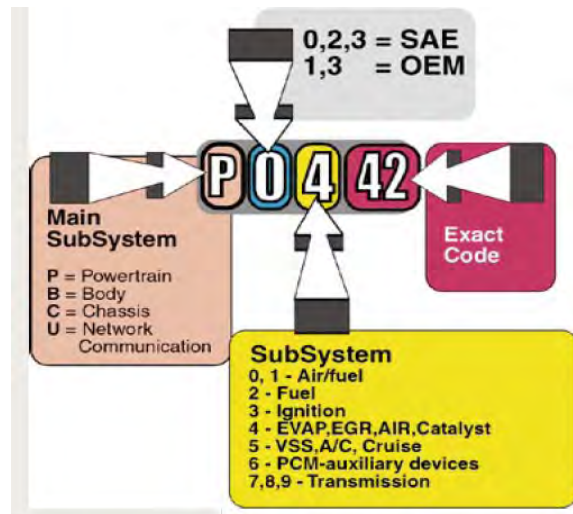 0,2,3 = SAE
1,3 = OEM
P 0 4 42
Main
SubSystem
P = Powertrain
B = Body
C = Chassis
U = Network
Communication
Exact
Code
SubSystem
0, 1 - Air/fuel
2 - Fuel
3 - Ignition
4 - EVAP,EGR,AIR,Catalyst
5 - VSS,A/C, Cruise
6 - PCM-auxiliary devices
7,8,9 - Transmission